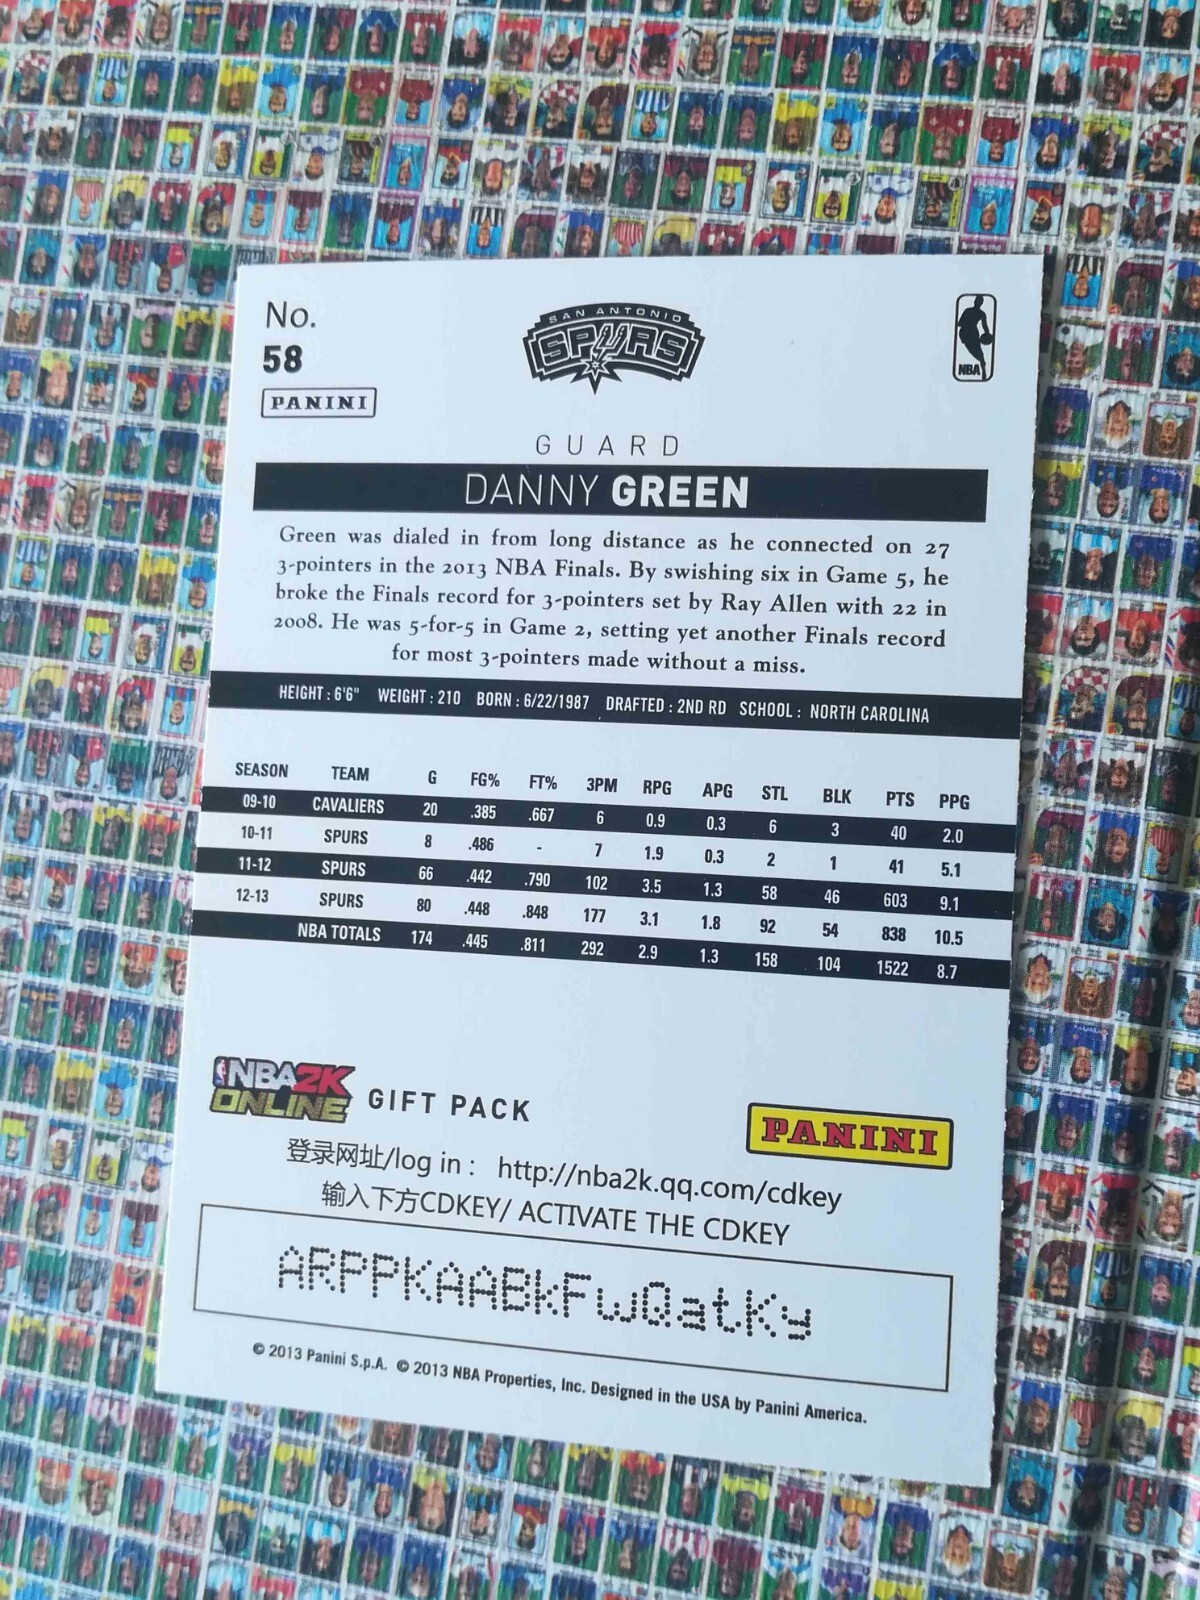 No.
58
PANINI
SAN ANTONIO
SPURS
NBA
GUARD
DANNY GREEN
Green was dialed in from long distance as he connected on 27
3-pointers in the 2013 NBA Finals. By swishing six in Game 5, he
broke the Finals record for 3-pointers set by Ray Allen with 22 in
2008. He was 5-for-5 in Game 2, setting yet another Finals record
for most 3-pointers made without a miss.
HEIGHT : 6'6" WEIGHT : 210 BORN : 6/22/1987 DRAFTED : 2ND RD SCHOOL : NORTH CAROLINA
SEASON TEAM G FG% FT% 3PM RPG APG STL BLK PTS PPG
09-10 CAVALIERS 20 .385 .667 6 0.9 0.3 6 3 40 2.0
10-11 SPURS 8 .486 - 7 1.9 0.3 2 1 41 5.1
11-12 SPURS 66 .442 .790 102 3.5 1.3 58 46 603 9.1
12-13 SPURS 80 .448 .848 177 3.1 1.8 92 54 838 10.5
NBA TOTALS 174 .445 .811 292 2.9 1.3 158 104 1522 8.7
NBA2K
ONLINE
GIFT PACK
PANINI
登录网址/log in : http://nba2k.qq.com/cdkey
输入下方CDKEY/ ACTIVATE THE CDKEY
ARPPKAABkFwQatKy
© 2013 Panini S.p.A. © 2013 NBA Properties, Inc. Designed in the USA by Panini America.